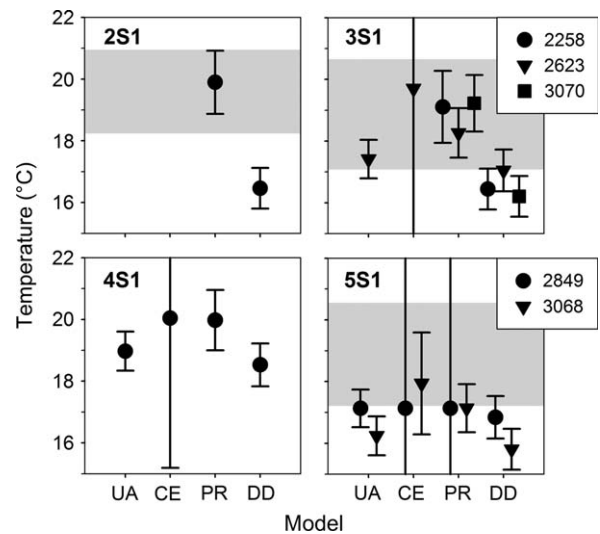 2S1
3S1
2258
2623
3070
22
20
18
16
4S1
5S1
2849
3068
22
20
18
16
Temperature (°C)
UA CE PR DD
UA CE PR DD
Model